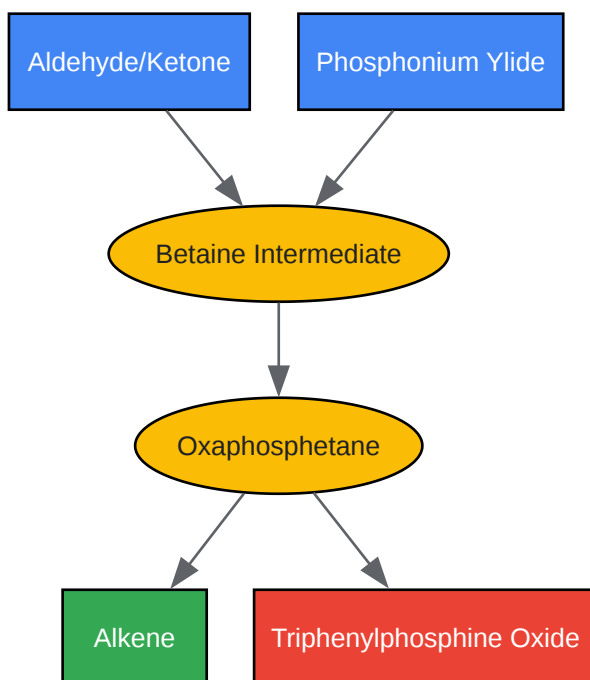 Aldehyde/Ketone
Phosphonium Ylide
Betaine Intermediate
Oxaphosphetane
Alkene
Triphenylphosphine Oxide